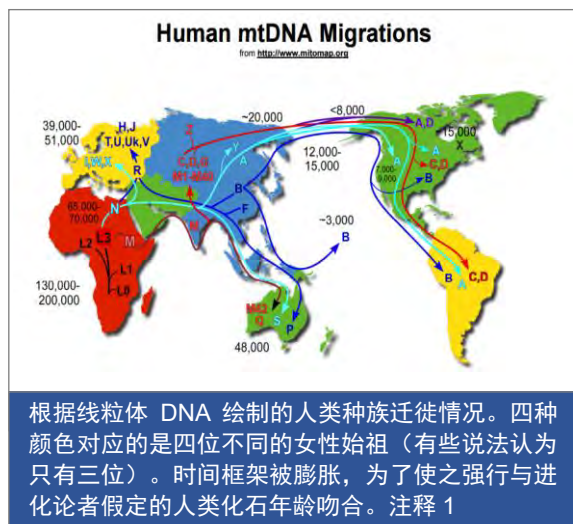 Human mtDNA Migrations
from http://www.mitomap.org
39,000-
51,000
H,J
T,U,Uk,V
I,W,X
R
~20,000
<8,000
A,D
~15,000
X
Z
Y
A
C,D,G
M1-M40
12,000-
15,000
7,000-
9,000
A
A
C,D
B
65,000-
70,000
N
B
F
L3
M
N
L2
L1
L0
~3,000
B
130,000-
200,000
M42
Q
S
P
48,000
B
A
C,D
根据线粒体 DNA 绘制的人类种族迁徙情况。四种
颜色对应的是四位不同的女性始祖（有些说法认为
只有三位）。时间框架被膨胀，为了使之强行与进
化论者假定的人类化石年龄吻合。注释 1